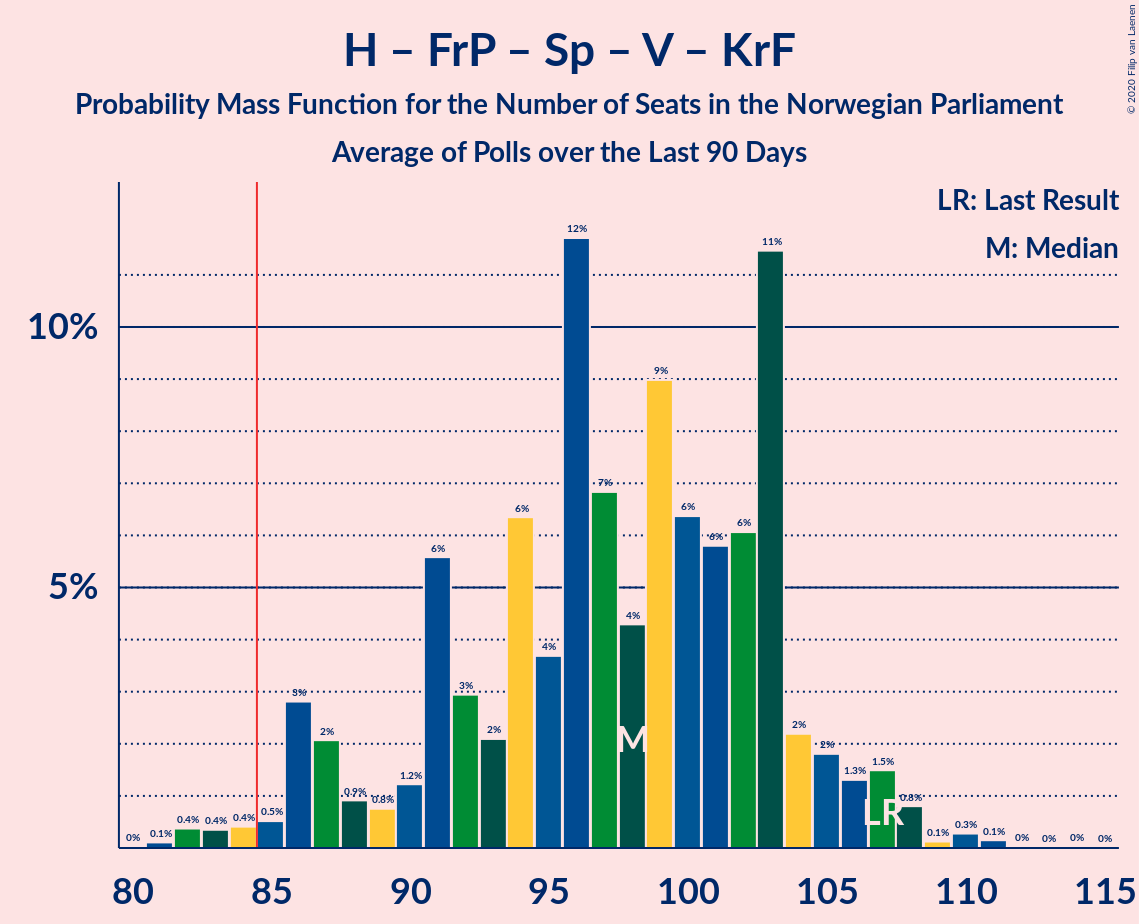 H – FrP – Sp – V – KrF
Probability Mass Function for the Number of Seats in the Norwegian Parliament
Average of Polls over the Last 90 Days
© 2020 Filip van Laenen
LR: Last Result
M: Median
10%
5%
0% 0.1% 0.4% 0.4% 0.4% 0.5% 3% 2% 0.9% 0.8% 1.2% 6% 3% 2% 6% 4% 12% 7% 4% 9% 6% 6% 6% 11% 2% 2% 1.3% 1.5% 0.8% 0.1% 0.3% 0.1% 0% 0% 0% 0%
M
LR
80 85 90 95 100 105 110 115